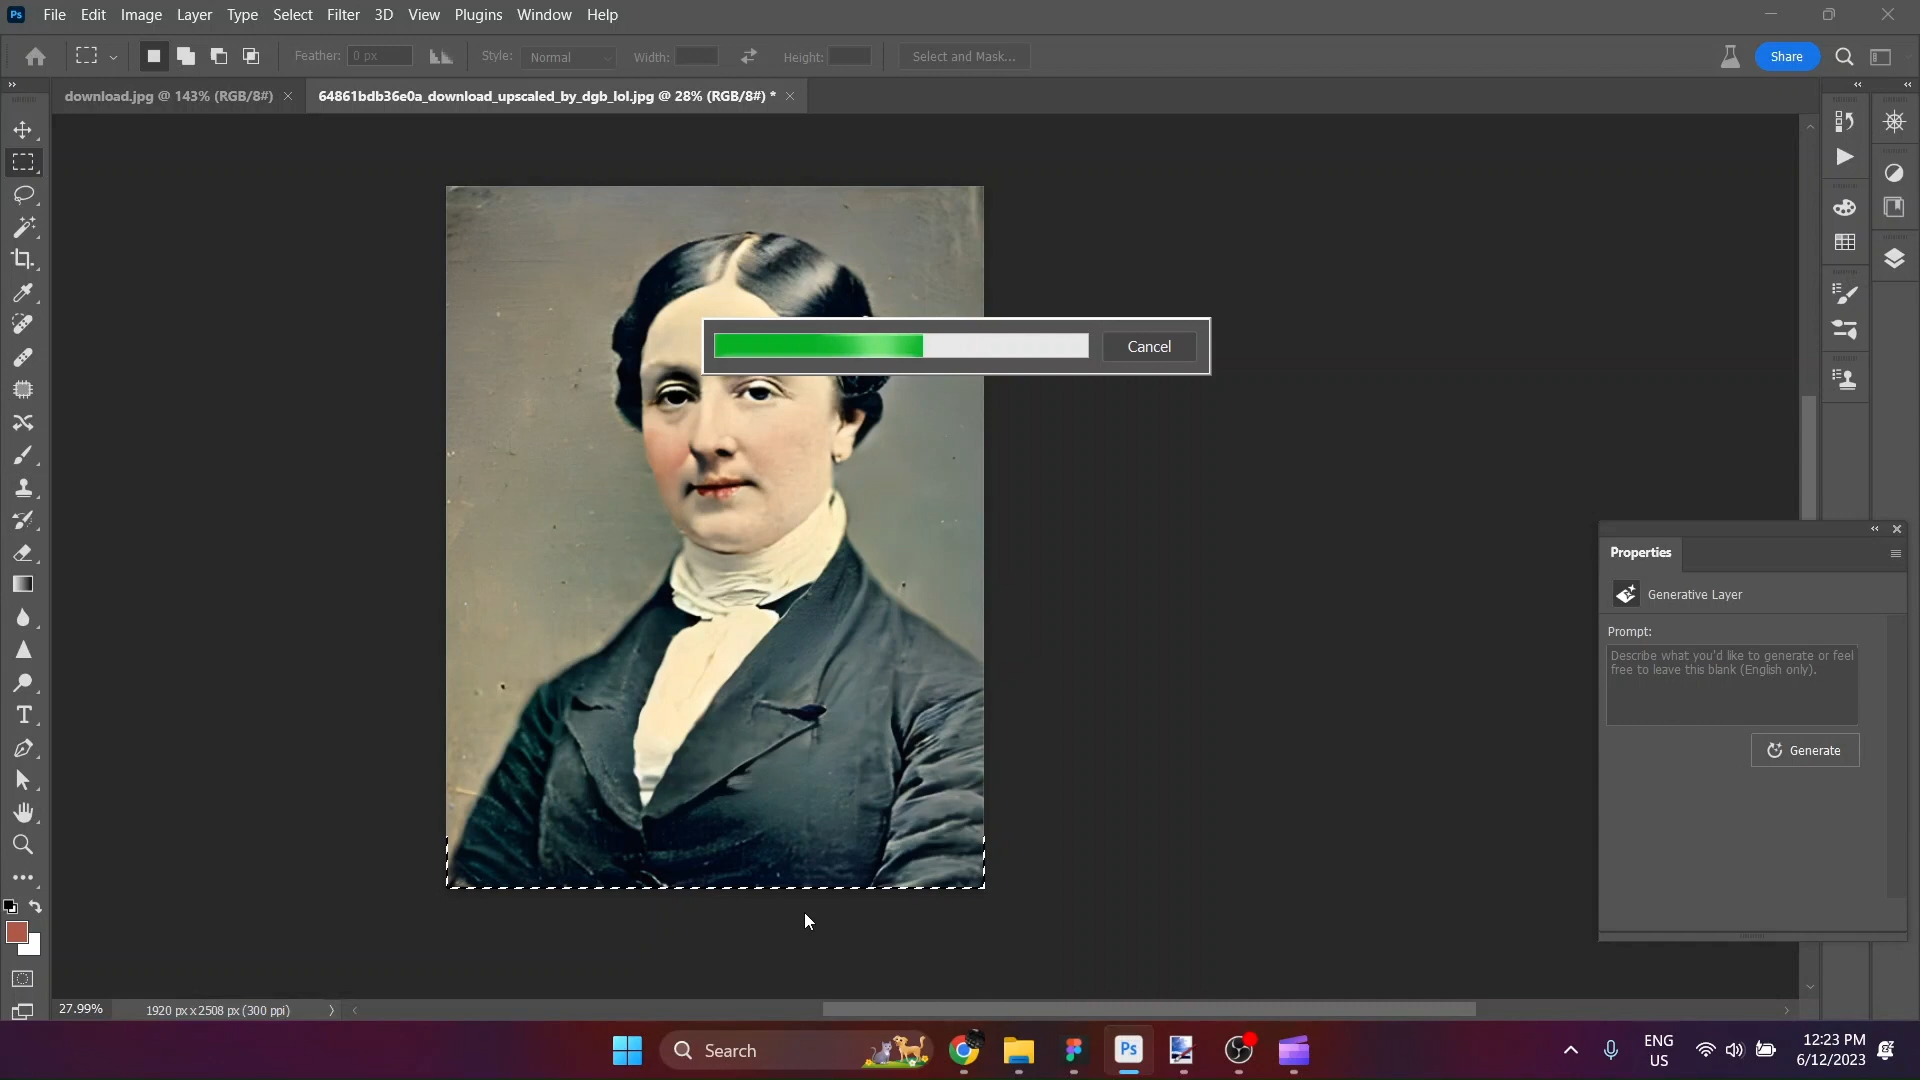 Ps File Edit Image Layer Type Select Filter 3D View Plugins Window Help
Feather: 0 px Style: Normal Width: Height: Select and Mask... Share
download.jpg @ 143% (RGB/8#) 64861bdb36e0a_download_upscaled_by_dgb_lol.jpg @ 28% (RGB/8#) *
Cancel
Properties
Generative Layer
Prompt:
Describe what you'd like to generate or feel
free to leave this blank (English only).
Generate
27.99% 1920 px x 2508 px (300 ppi)
Search
Ps
ENG
US
12:23 PM
6/12/2023